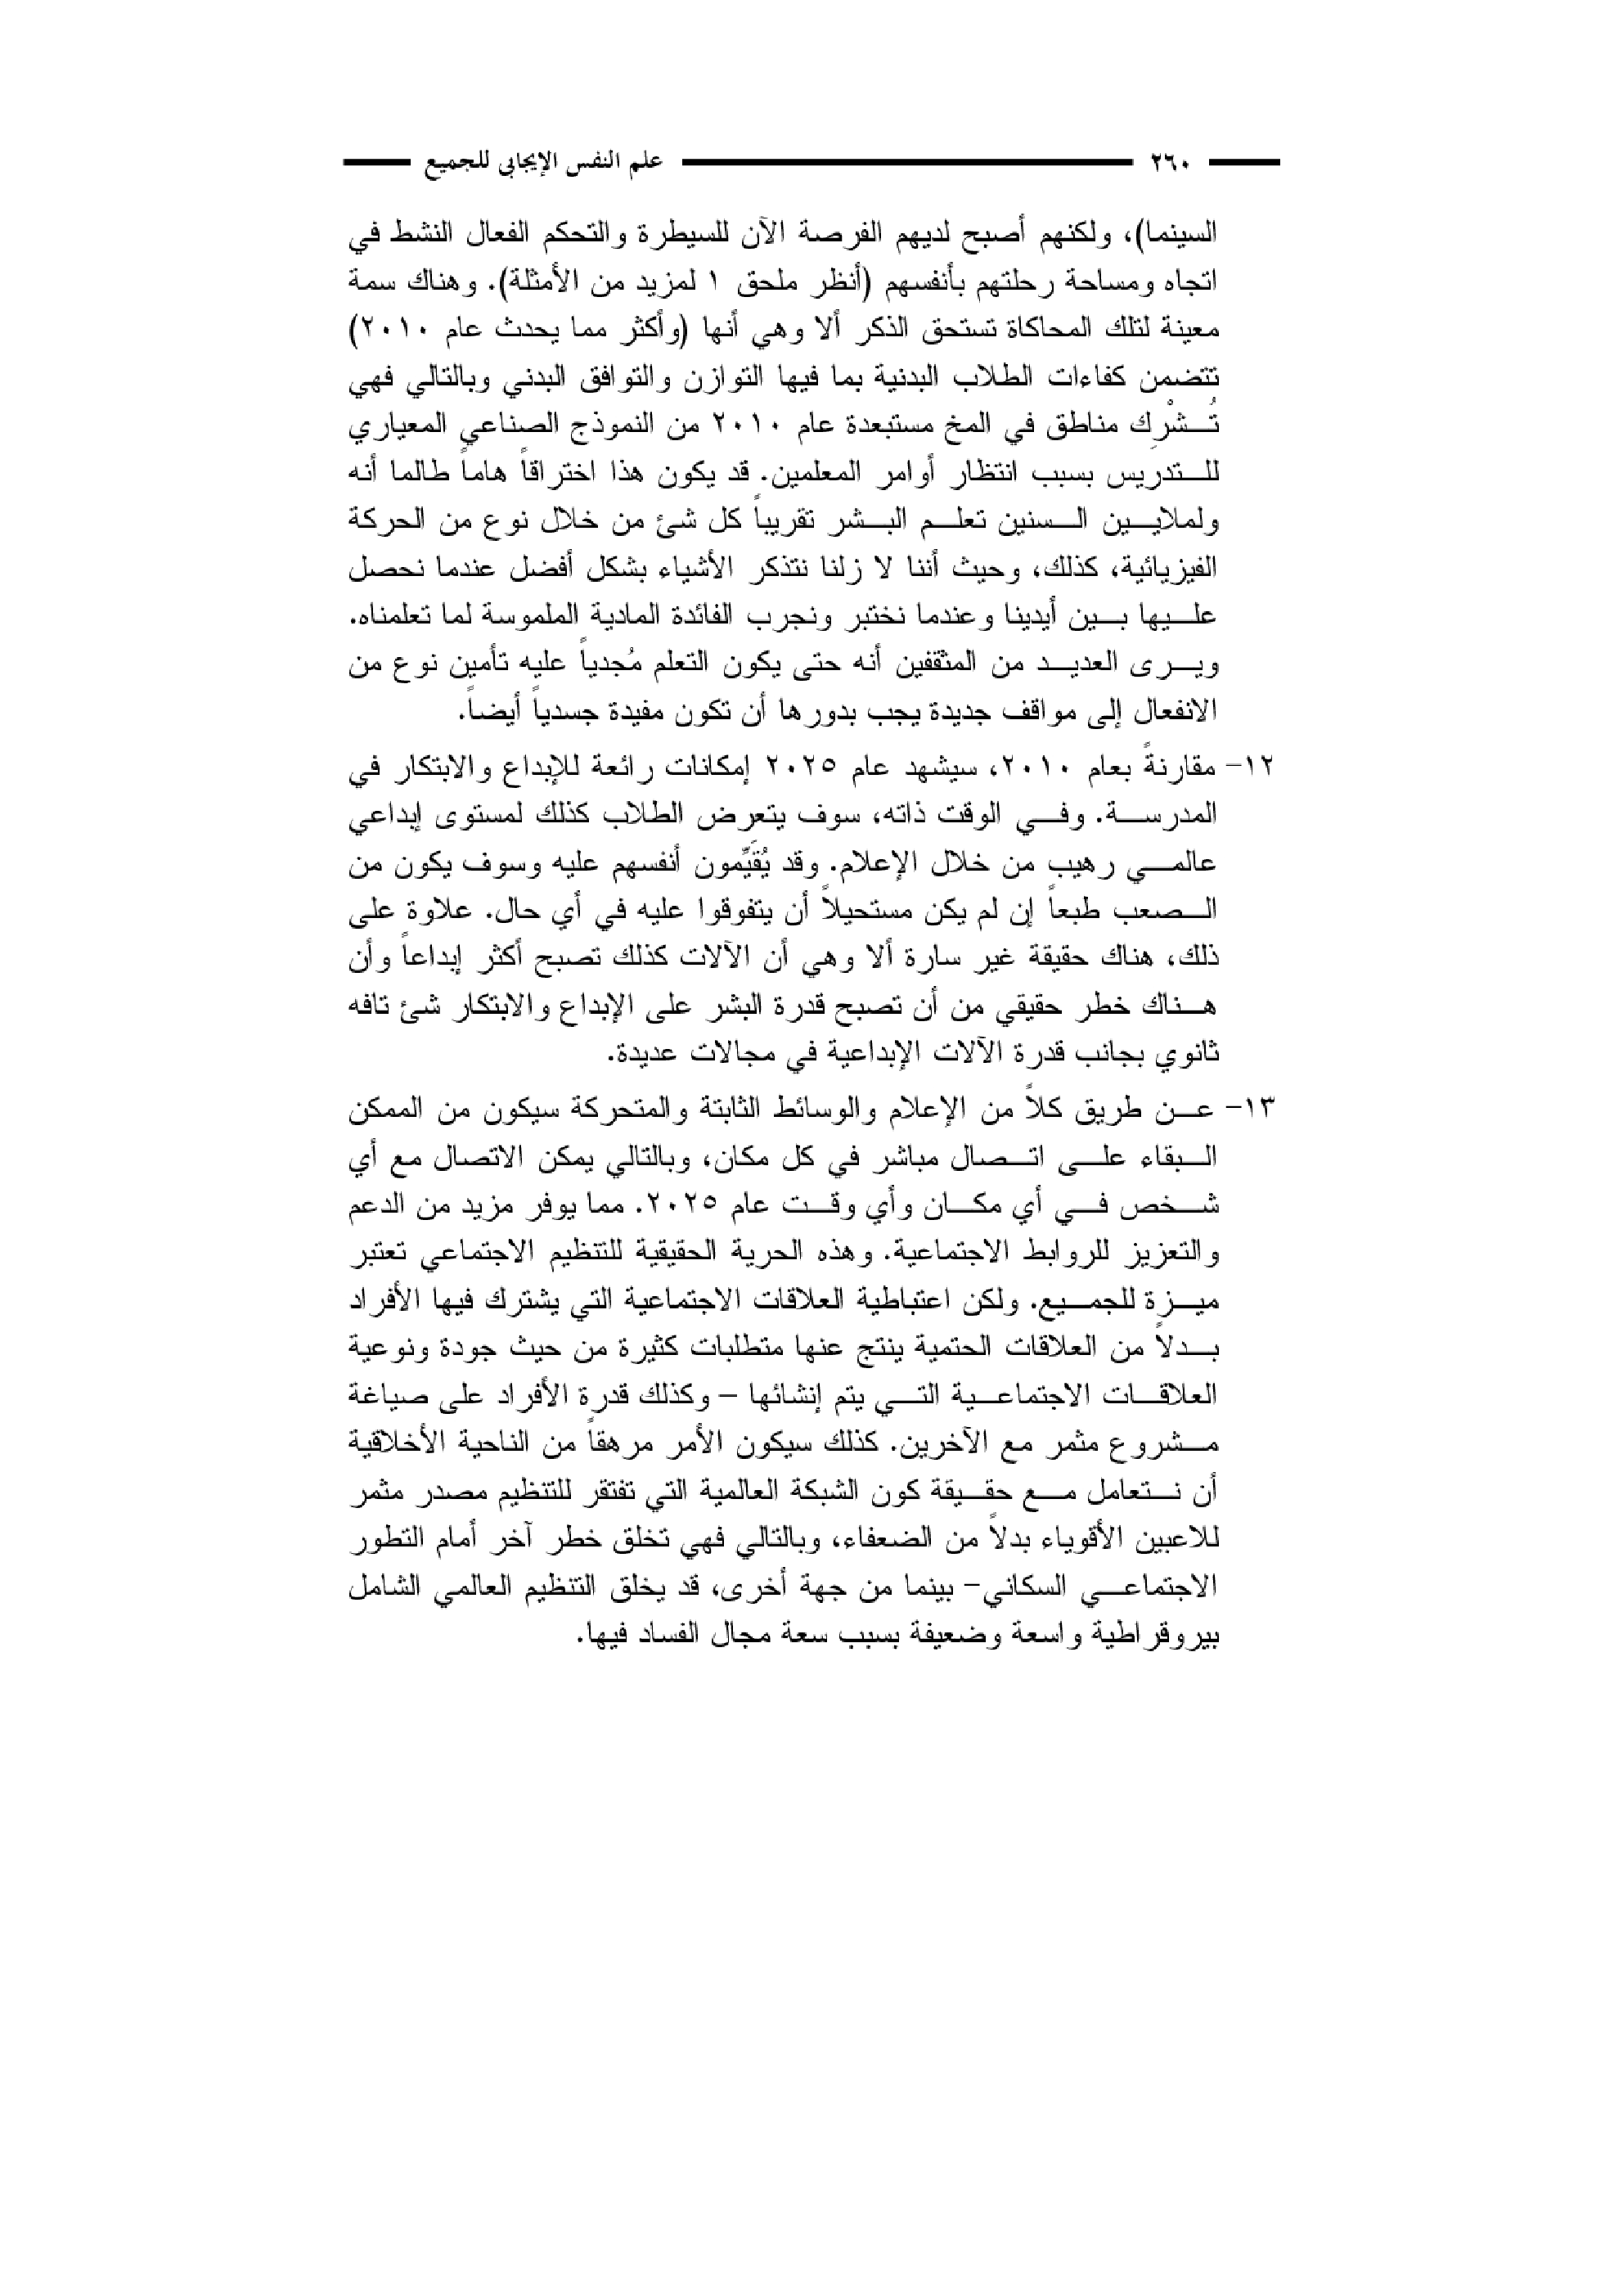 ٢٦٠ علم النفس الإيجابي للجميع
السينما)، ولكنهم أصبح لديهم الفرصة الآن للسيطرة والتحكم الفعال النشط في
اتجاه ومساحة رحلتهم بأنفسهم (أنظر ملحق ١ لمزيد من الأمثلة). وهناك سمة
معينة لتلك المحاكاة تستحق الذكر ألا وهي أنها (وأكثر مما يحدث عام ٢٠١٠)
تتضمن كفاءات الطلاب البدنية بما فيها التوازن والتوافق البدني وبالتالي فهي
تُشْرِك مناطق في المخ مستبعدة عام ٢٠١٠ من النموذج الصناعي المعياري
للتدريس بسبب انتظار أوامر المعلمين. قد يكون هذا اختراقاً هاماً طالما أنه
ولملايين السنين تعلم البشر تقريباً كل شئ من خلال نوع من الحركة
الفيزيائية، كذلك، وحيث أننا لا زلنا نتذكر الأشياء بشكل أفضل عندما نحصل
عليها بين أيدينا وعندما نختبر ونجرب الفائدة المادية الملموسة لما تعلمناه.
ويرى العديد من المثقفين أنه حتى يكون التعلم مُجدياً عليه تأمين نوع من
الانفعال إلى مواقف جديدة يجب بدورها أن تكون مفيدة جسدياً أيضاً.
١٢- مقارنةً بعام ٢٠١٠، سيشهد عام ٢٠٢٥ إمكانات رائعة للإبداع والابتكار في
المدرسة. وفي الوقت ذاته، سوف يتعرض الطلاب كذلك لمستوى إبداعي
عالمي رهيب من خلال الإعلام. وقد يُقَيِّمون أنفسهم عليه وسوف يكون من
الصعب طبعاً إن لم يكن مستحيلاً أن يتفوقوا عليه في أي حال. علاوة على
ذلك، هناك حقيقة غير سارة ألا وهي أن الآلات كذلك تصبح أكثر إبداعاً وأن
هناك خطر حقيقي من أن تصبح قدرة البشر على الإبداع والابتكار شئ تافه
ثانوي بجانب قدرة الآلات الإبداعية في مجالات عديدة.
١٣- عن طريق كلاً من الإعلام والوسائط الثابتة والمتحركة سيكون من الممكن
البقاء على اتصال مباشر في كل مكان، وبالتالي يمكن الاتصال مع أي
شخص في أي مكان وأي وقت عام ٢٠٢٥. مما يوفر مزيد من الدعم
والتعزيز للروابط الاجتماعية. وهذه الحرية الحقيقية للتنظيم الاجتماعي تعتبر
ميزة للجميع. ولكن اعتباطية العلاقات الاجتماعية التي يشترك فيها الأفراد
بدلاً من العلاقات الحتمية ينتج عنها متطلبات كثيرة من حيث جودة ونوعية
العلاقات الاجتماعية التي يتم إنشائها – وكذلك قدرة الأفراد على صياغة
مشروع مثمر مع الآخرين. كذلك سيكون الأمر مرهقاً من الناحية الأخلاقية
أن نتعامل مع حقيقة كون الشبكة العالمية التي تفتقر للتنظيم مصدر مثمر
للاعبين الأقوياء بدلاً من الضعفاء، وبالتالي فهي تخلق خطر آخر أمام التطور
الاجتماعي السكاني- بينما من جهة أخرى، قد يخلق التنظيم العالمي الشامل
بيروقراطية واسعة وضعيفة بسبب سعة مجال الفساد فيها.